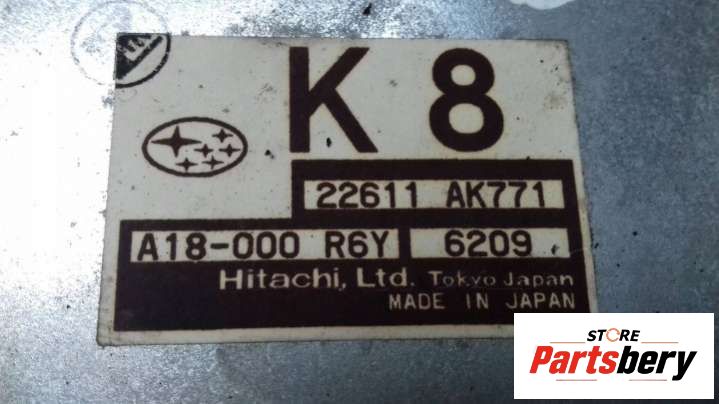 K 8
22611 AK771
A18-000 R6Y 6209
Hitachi, Ltd. Tokyo Japan
MADE IN JAPAN
STORE
Partsbery